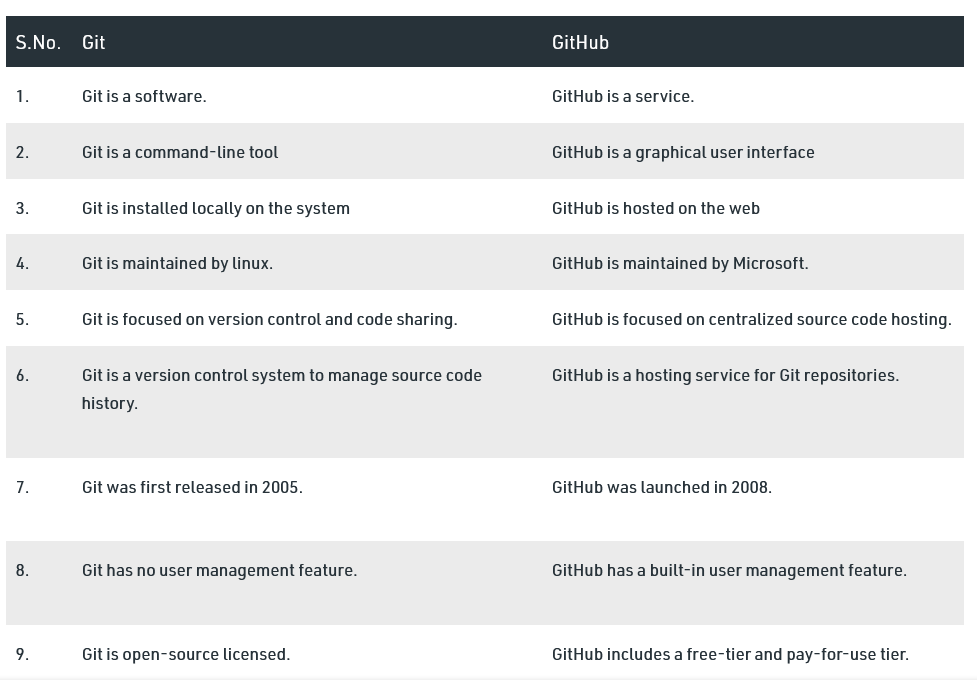 S.No. Git GitHub
1. Git is a software. GitHub is a service.
2. Git is a command-line tool GitHub is a graphical user interface
3. Git is installed locally on the system GitHub is hosted on the web
4. Git is maintained by linux. GitHub is maintained by Microsoft.
5. Git is focused on version control and code sharing. GitHub is focused on centralized source code hosting.
6. Git is a version control system to manage source code GitHub is a hosting service for Git repositories.
history.
7. Git was first released in 2005. GitHub was launched in 2008.
8. Git has no user management feature. GitHub has a built-in user management feature.
9. Git is open-source licensed. GitHub includes a free-tier and pay-for-use tier.